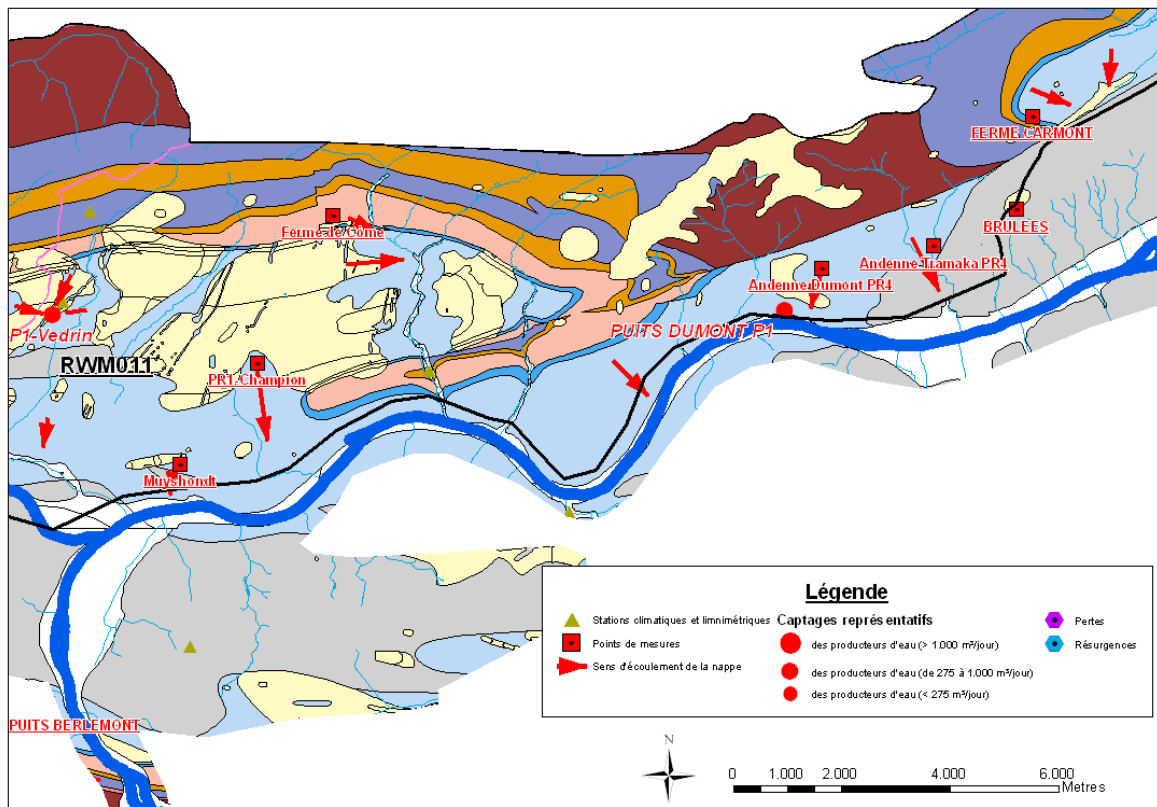 FERME CARMONT
Ferme de Côme
BRULEES
Andenne Tramaka PR4
Andenne Dumont PR4
P1-Vedrin
PUITS DUMONT P1
RWM011
PR1-Champion
Muyshondt
PUITS BERLEMONT
Légende
Stations climatiques et limnimétriques
Points de mesures
Sens d'écoulement de la nappe
Captages représentatifs
des producteurs d'eau (> 1.000 m³/jour)
des producteurs d'eau (de 275 à 1.000 m³/jour)
des producteurs d'eau (< 275 m³/jour)
Pertes
Résurgences
N
0 1.000 2.000 4.000 6.000
Metres